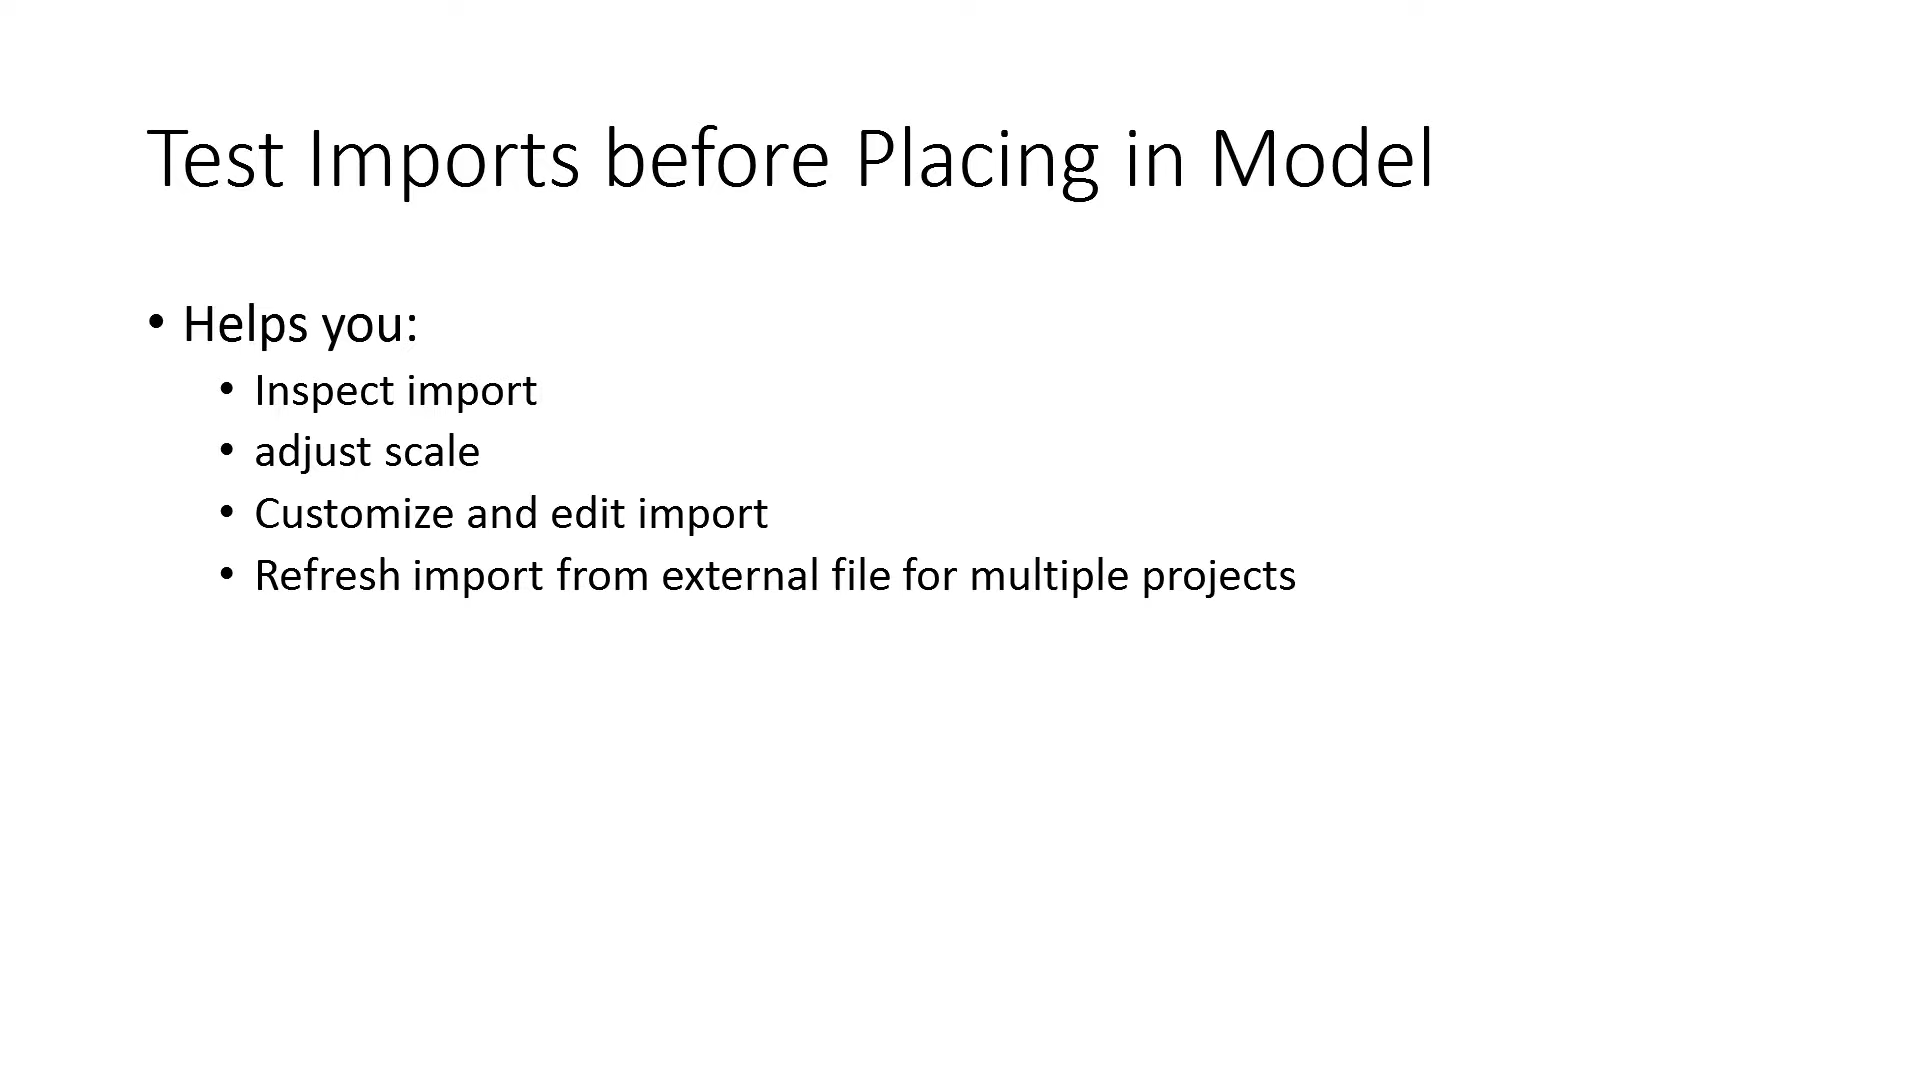 Test Imports before Placing in Model
• Helps you:
• Inspect import
• adjust scale
• Customize and edit import
• Refresh import from external file for multiple projects